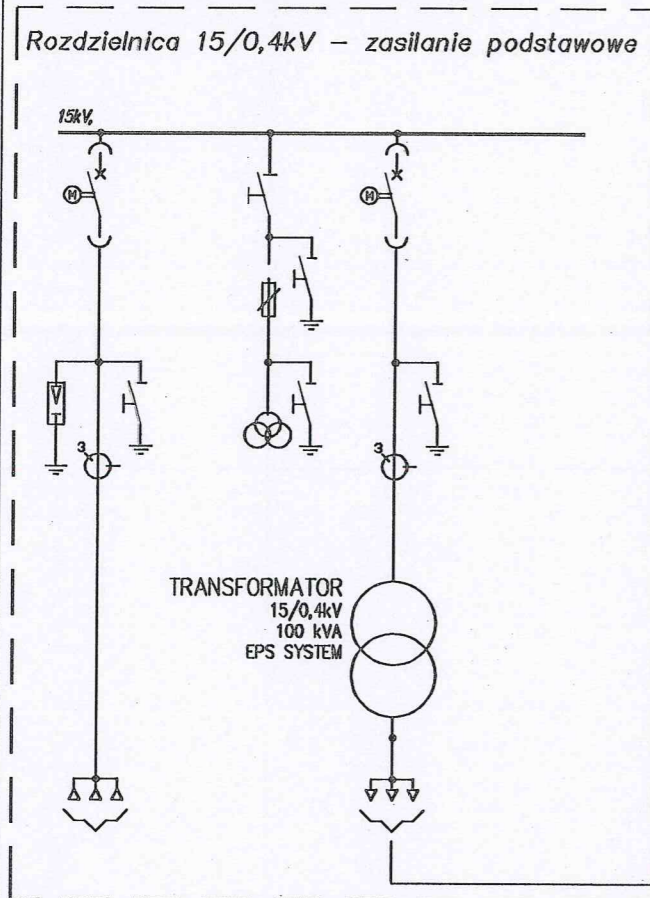 Rozdzielnica 15/0,4kV – zasilanie podstawowe
15kV,
M
M
3
3
TRANSFORMATOR
15/0,4kV
100 kVA
EPS SYSTEM